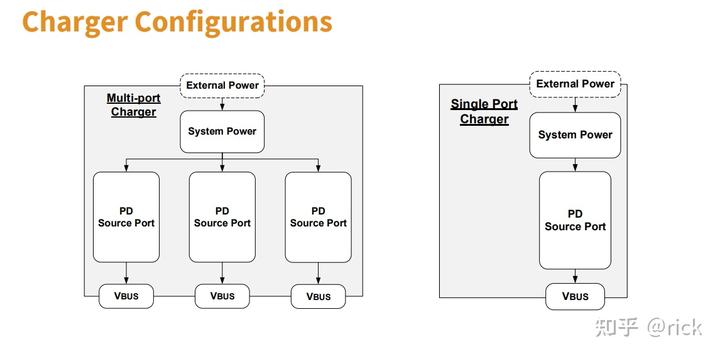 Charger Configurations
Multi-port
Charger
External Power
System Power
PD
Source Port
PD
Source Port
PD
Source Port
VBUS
VBUS
VBUS
Single Port
Charger
External Power
System Power
PD
Source Port
VBUS
知乎 @rick